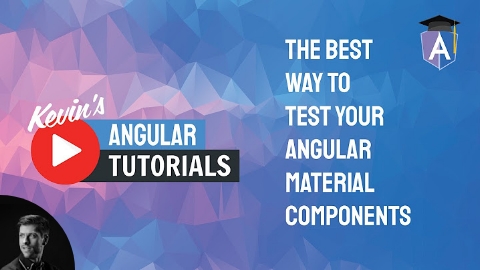 Kevin's
ANGULAR
TUTORIALS
THE BEST
WAY TO
TEST YOUR
ANGULAR
MATERIAL
COMPONENTS
A